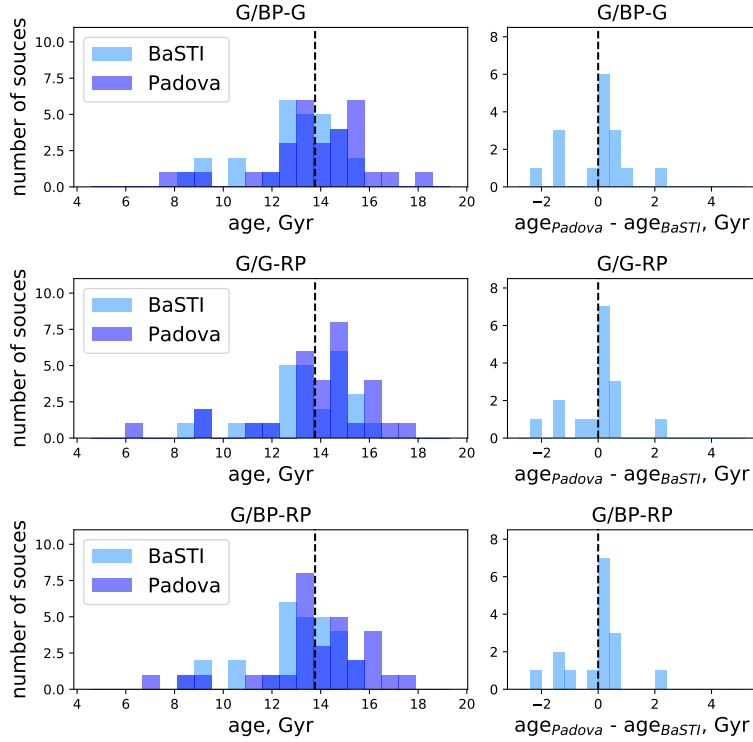 G/BP-G
G/BP-G
10.0
7.5
5.0
2.5
0.0
number of souces
BaSTI
Padova
4 6 8 10 12 14 16 18 20
age, Gyr
8
6
4
2
0
−2 0 2 4
age_Padova - age_BaSTI, Gyr
G/G-RP
G/G-RP
10.0
7.5
5.0
2.5
0.0
number of souces
BaSTI
Padova
4 6 8 10 12 14 16 18 20
age, Gyr
8
6
4
2
0
−2 0 2 4
age_Padova - age_BaSTI, Gyr
G/BP-RP
G/BP-RP
10.0
7.5
5.0
2.5
0.0
number of souces
BaSTI
Padova
4 6 8 10 12 14 16 18 20
age, Gyr
8
6
4
2
0
−2 0 2 4
age_Padova - age_BaSTI, Gyr